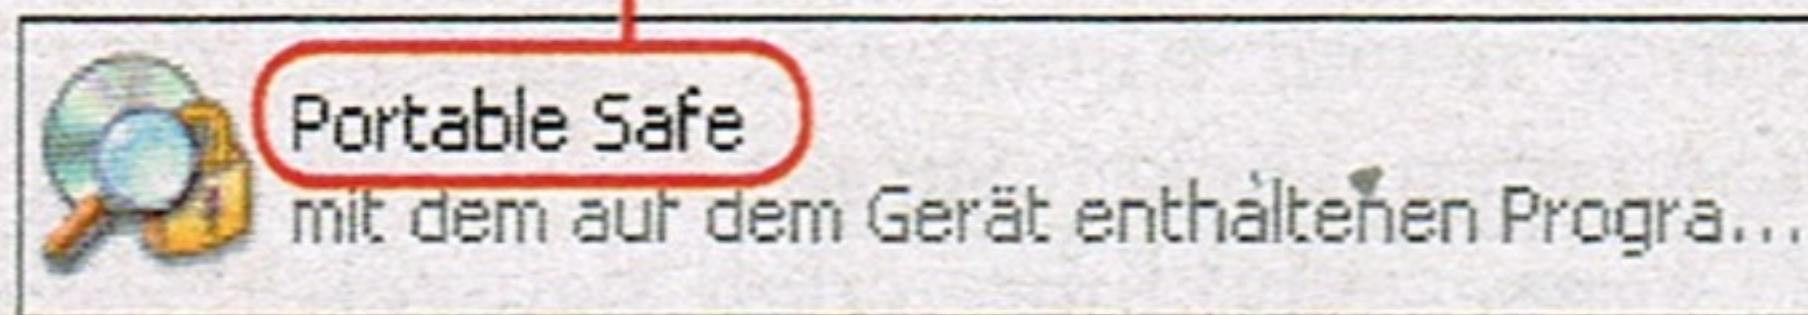 Portable Safe
mit dem auf dem Gerät enthaltenen Progra...